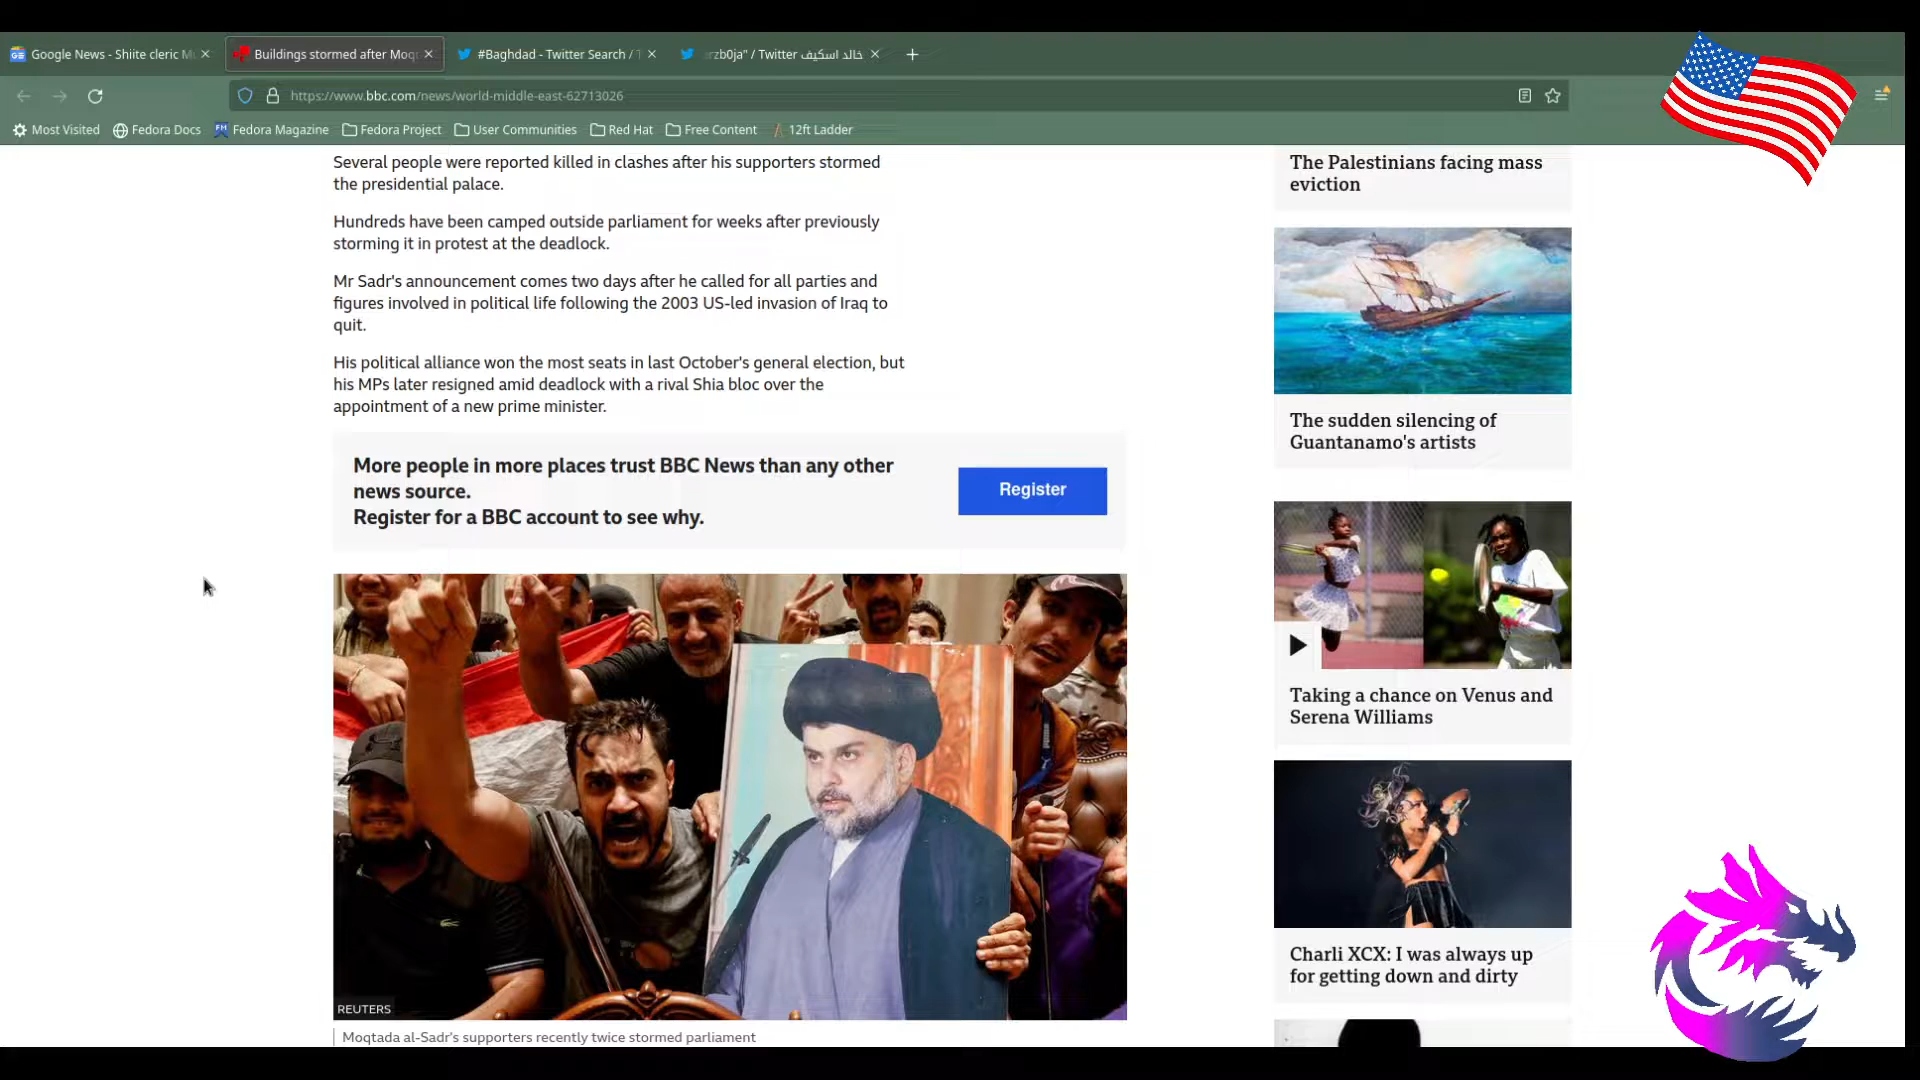 Google News - Shiite cleric M
Buildings stormed after Moq
#Baghdad - Twitter Search /
rzb0ja" / Twitter خالد اسكيف
https://www.bbc.com/news/world-middle-east-62713026
Most Visited
Fedora Docs
Fedora Magazine
Fedora Project
User Communities
Red Hat
Free Content
12ft Ladder
Several people were reported killed in clashes after his supporters stormed
the presidential palace.
Hundreds have been camped outside parliament for weeks after previously
storming it in protest at the deadlock.
Mr Sadr's announcement comes two days after he called for all parties and
figures involved in political life following the 2003 US-led invasion of Iraq to
quit.
His political alliance won the most seats in last October's general election, but
his MPs later resigned amid deadlock with a rival Shia bloc over the
appointment of a new prime minister.
More people in more places trust BBC News than any other
news source.
Register for a BBC account to see why.
Register
REUTERS
Moqtada al-Sadr's supporters recently twice stormed parliament
The Palestinians facing mass
eviction
The sudden silencing of
Guantanamo's artists
Taking a chance on Venus and
Serena Williams
Charli XCX: I was always up
for getting down and dirty